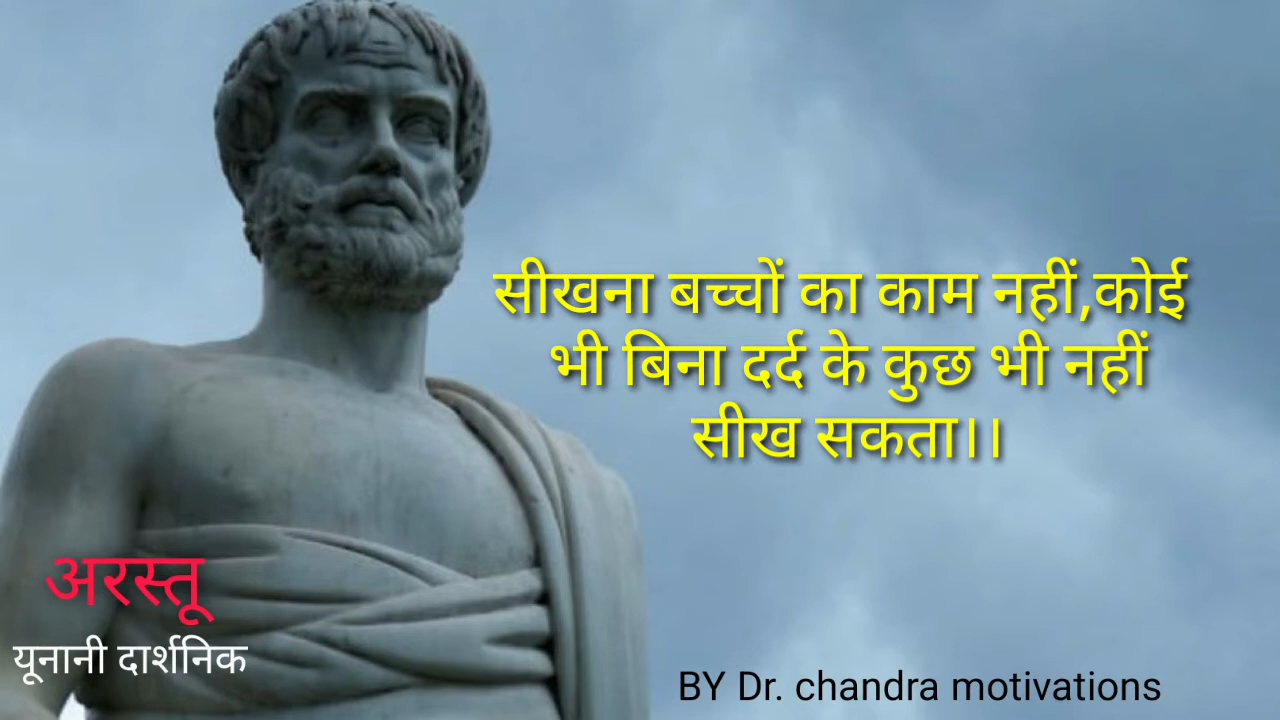 सीखना बच्चों का काम नहीं,कोई
भी बिना दर्द के कुछ भी नहीं
सीख सकता।।
अरस्तू
यूनानी दार्शनिक
BY Dr. chandra motivations